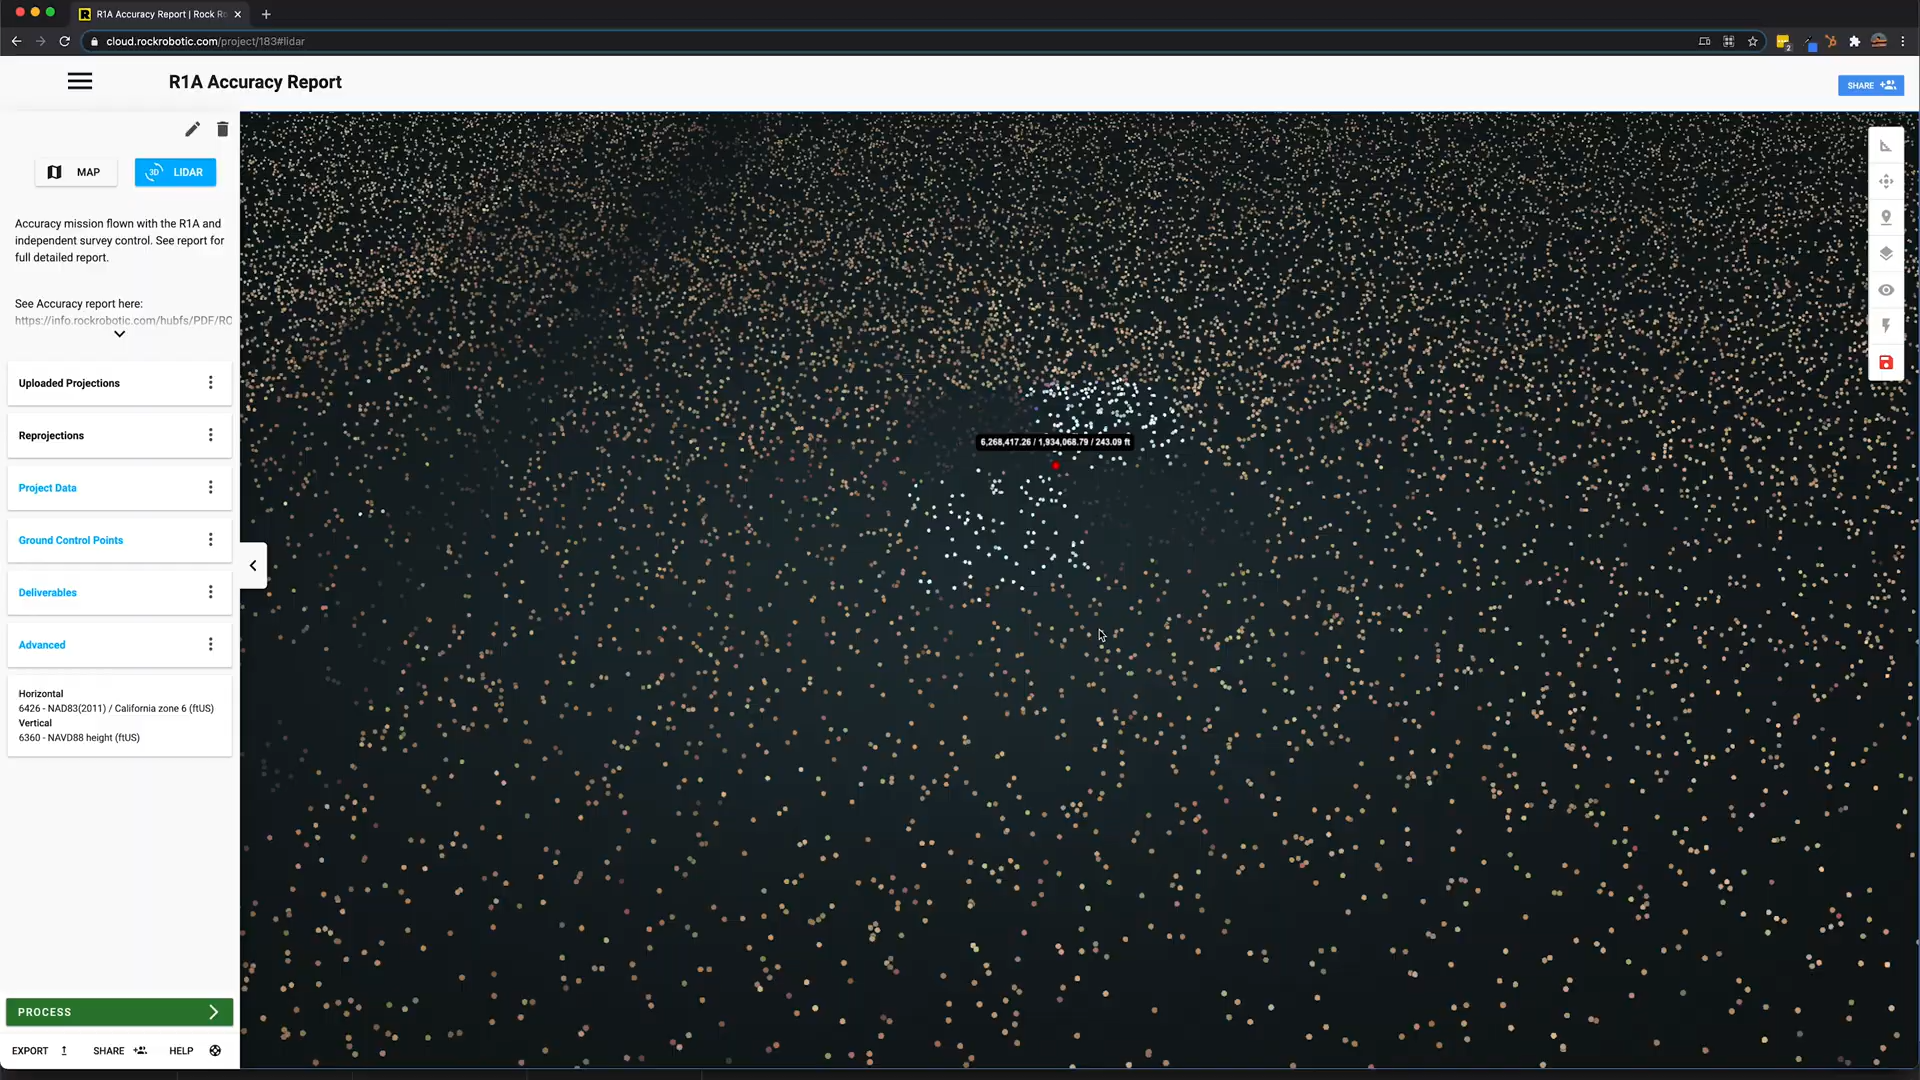 R1A Accuracy Report | Rock Ro
cloud.rockrobotic.com/project/183#lidar
2
R1A Accuracy Report
SHARE
MAP
3D LIDAR
Accuracy mission flown with the R1A and
independent survey control. See report for
full detailed report.
See Accuracy report here:
https://info.rockrobotic.com/hubfs/PDF/RO
Uploaded Projections
Reprojections
Project Data
Ground Control Points
Deliverables
Advanced
Horizontal
6426 - NAD83(2011) / California zone 6 (ftUS)
Vertical
6360 - NAVD88 height (ftUS)
PROCESS
EXPORT
SHARE
HELP
6,268,417.26 / 1,934,068.79 / 243.09 ft